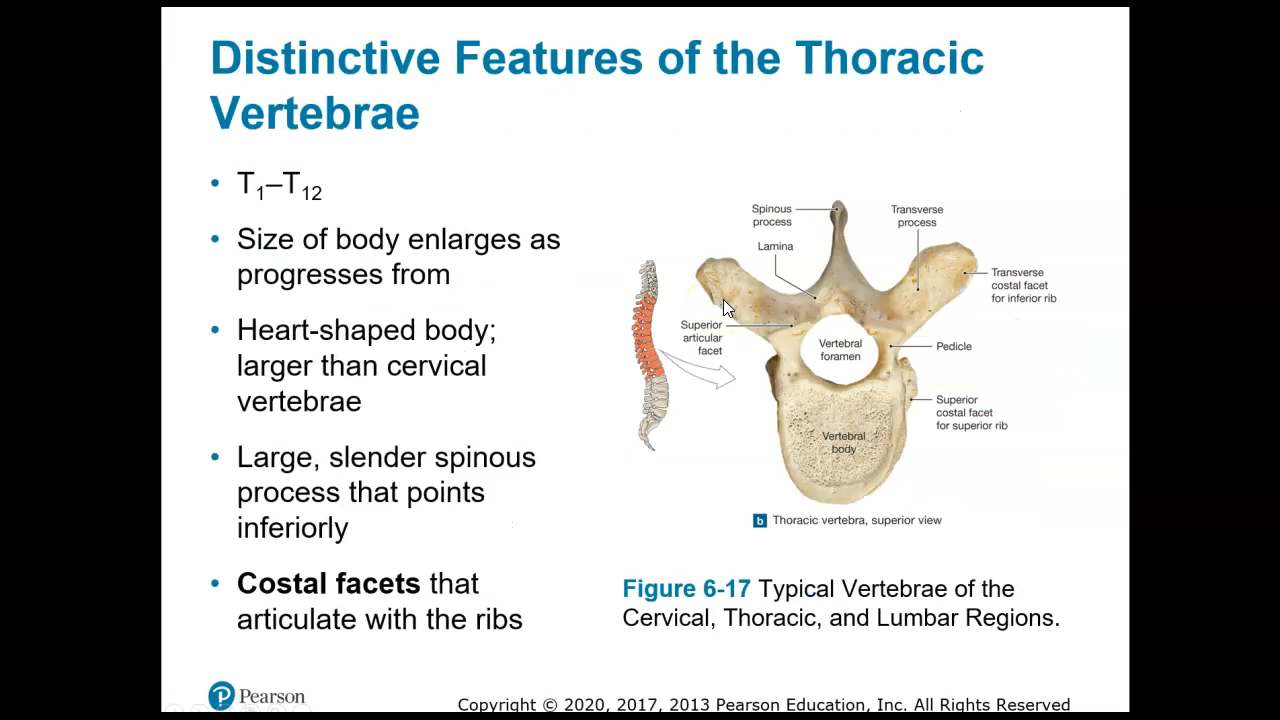 Distinctive Features of the Thoracic
Vertebrae
• T1–T12
• Size of body enlarges as
progresses from
• Heart-shaped body;
larger than cervical
vertebrae
• Large, slender spinous
process that points
inferiorly
• Costal facets that
articulate with the ribs
Spinous
process
Transverse
process
Lamina
Transverse
costal facet
for inferior rib
Superior
articular
facet
Vertebral
foramen
Pedicle
Superior
costal facet
for superior rib
Vertebral
body
b Thoracic vertebra, superior view
Figure 6-17 Typical Vertebrae of the
Cervical, Thoracic, and Lumbar Regions.
P Pearson
Copyright © 2020, 2017, 2013 Pearson Education, Inc. All Rights Reserved